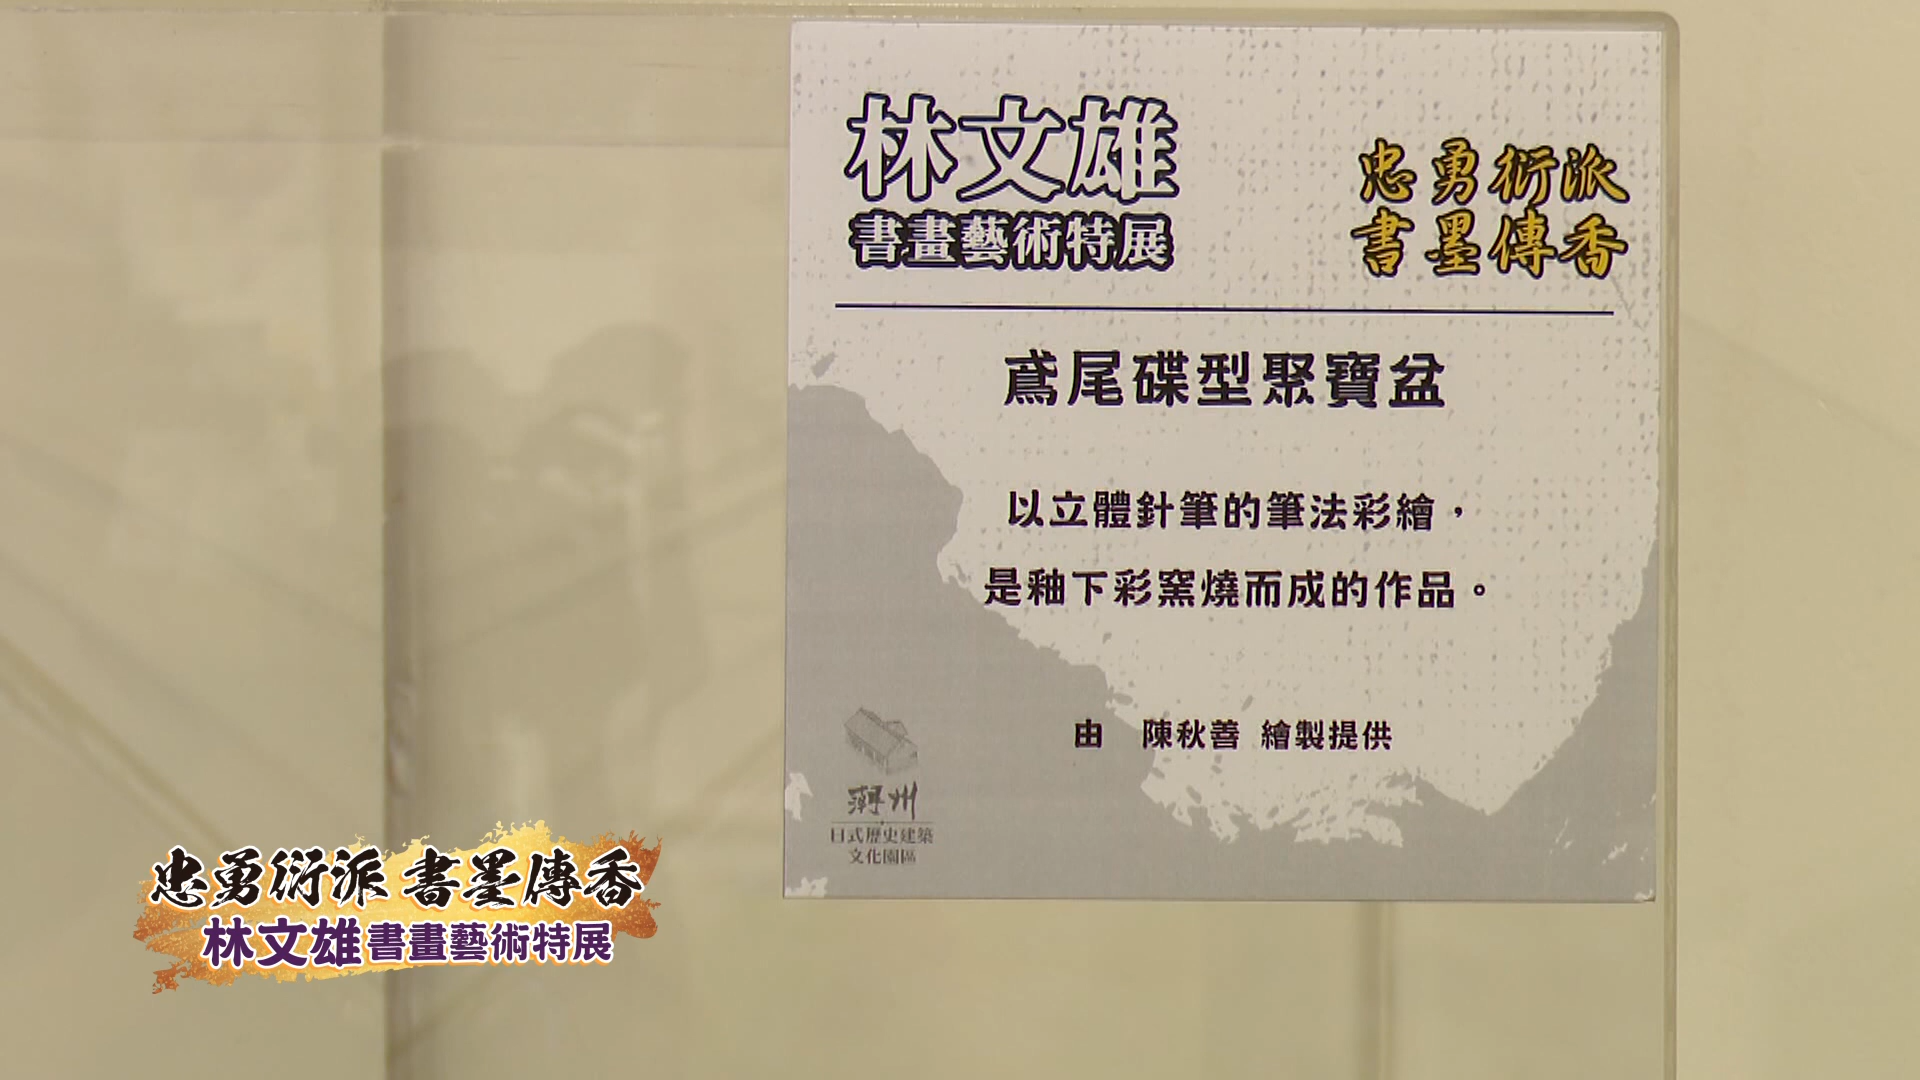 林文雄
書畫藝術特展
忠勇衍派
書墨傳香
鳶尾碟型聚寶盆
以立體針筆的筆法彩繪，
是釉下彩窯燒而成的作品。
由 陳秋善 繪製提供
潮州
日式歷史建築
文化園區
忠勇衍派 書墨傳香
林文雄書畫藝術特展